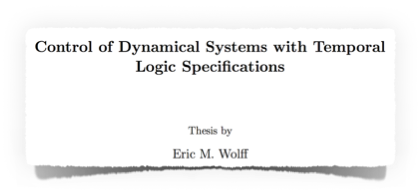 Control of Dynamical Systems with Temporal
Logic Specifications
Thesis by
Eric M. Wolff